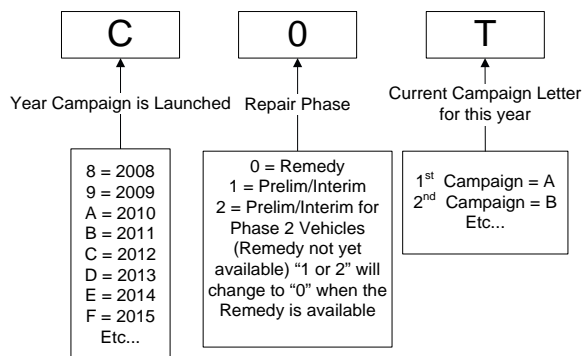 C
0
T
Year Campaign is Launched
Repair Phase
Current Campaign Letter
for this year
8 = 2008
9 = 2009
A = 2010
B = 2011
C = 2012
D = 2013
E = 2014
F = 2015
Etc...
0 = Remedy
1 = Prelim/Interim
2 = Prelim/Interim for
Phase 2 Vehicles
(Remedy not yet
available) “1 or 2” will
change to “0” when the
Remedy is available
1st Campaign = A
2nd Campaign = B
Etc...